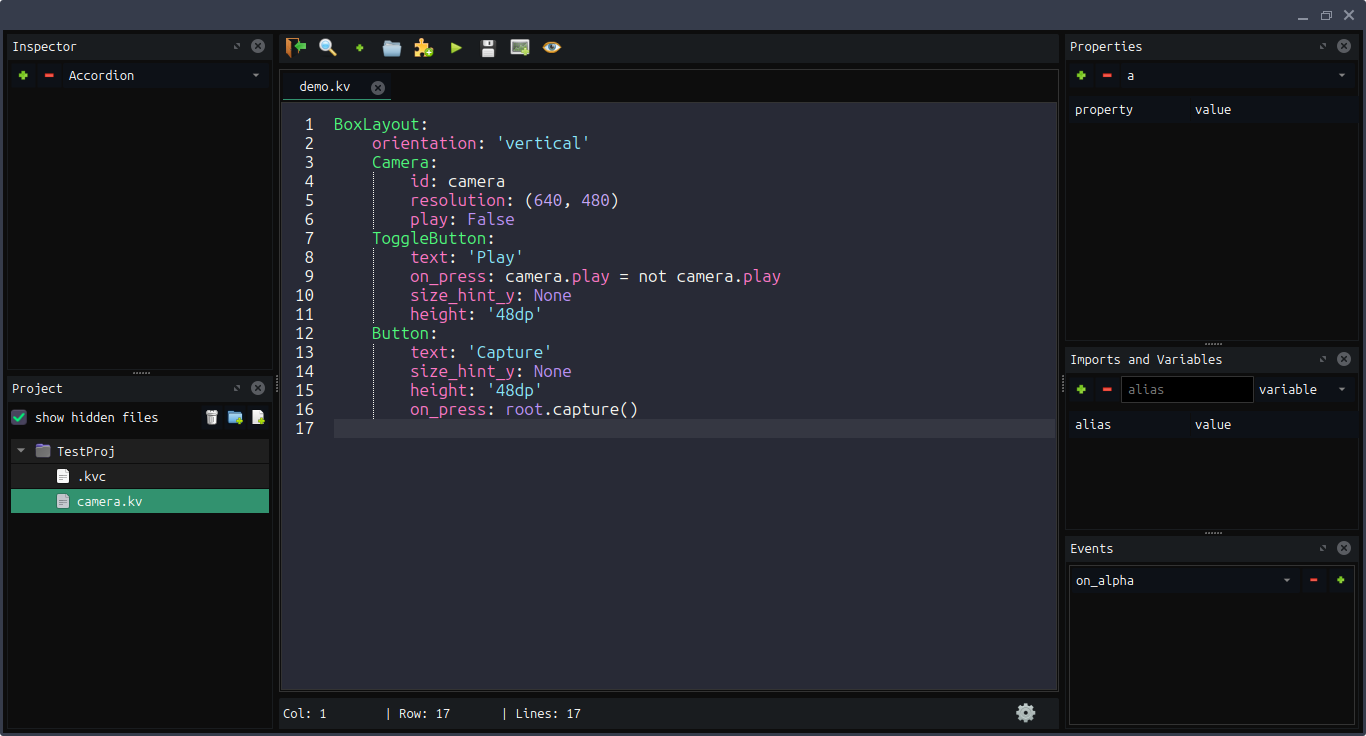 Inspector
Accordion
Project
show hidden files
TestProj
.kvc
camera.kv
demo.kv
1 BoxLayout:
2     orientation: 'vertical'
3     Camera:
4         id: camera
5         resolution: (640, 480)
6         play: False
7     ToggleButton:
8         text: 'Play'
9         on_press: camera.play = not camera.play
10         size_hint_y: None
11         height: '48dp'
12     Button:
13         text: 'Capture'
14         size_hint_y: None
15         height: '48dp'
16         on_press: root.capture()
17
Col: 1 | Row: 17 | Lines: 17
Properties
a
property value
Imports and Variables
alias variable
alias value
Events
on_alpha